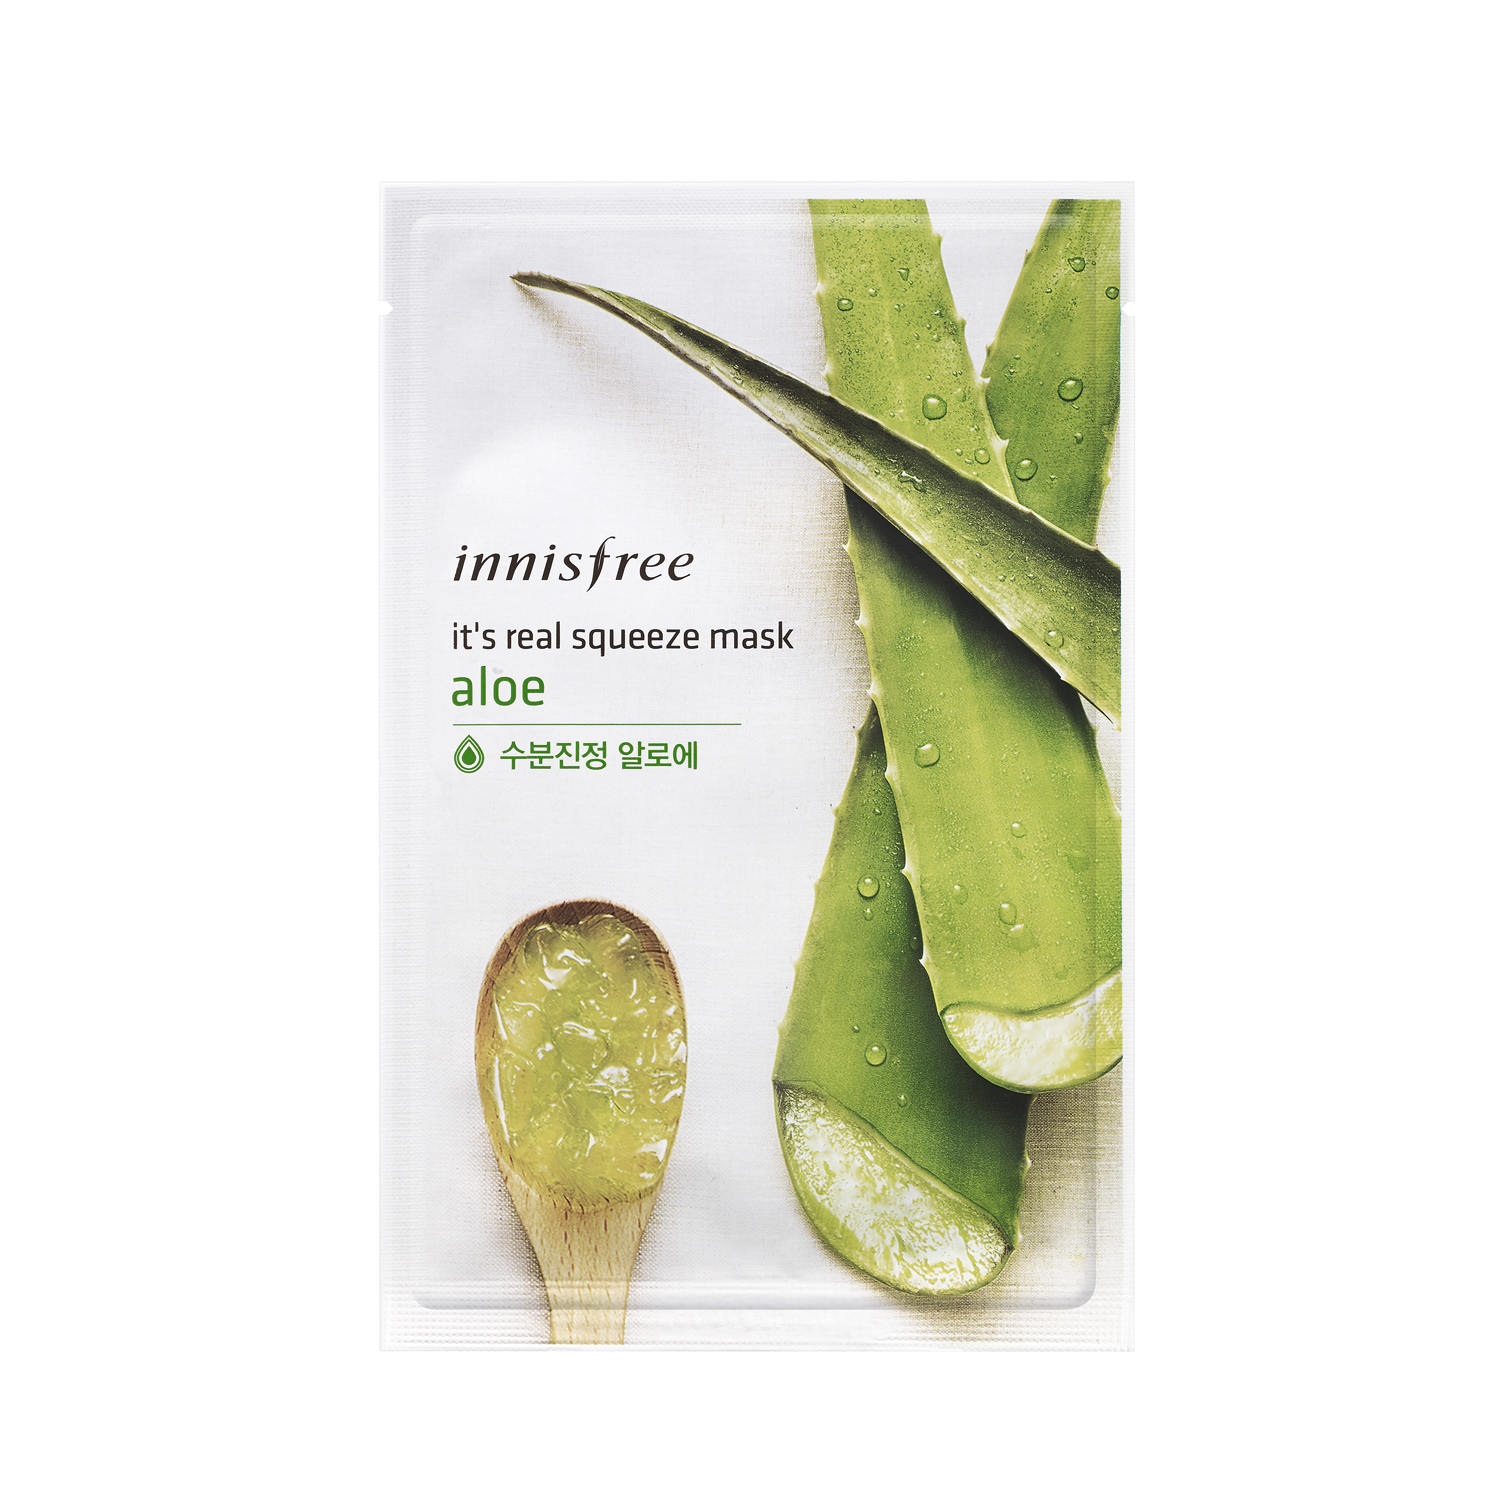 innisfree
it's real squeeze mask
aloe
수분진정 알로에